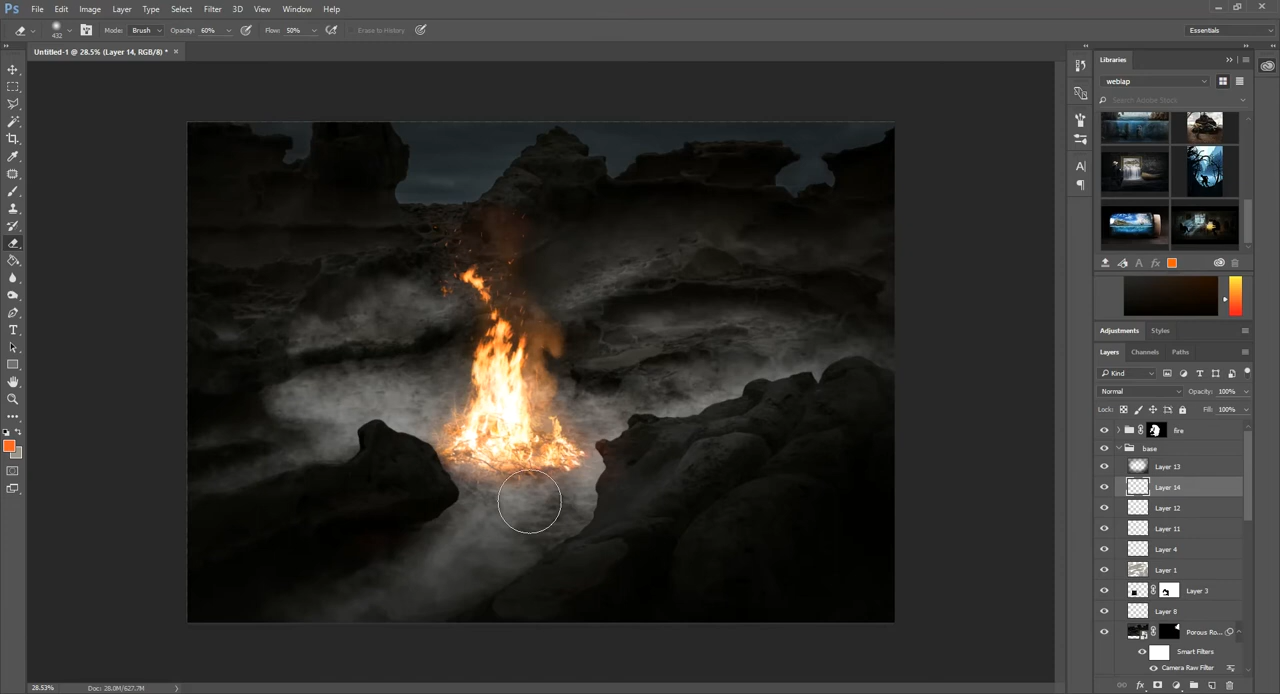 Ps File Edit Image Layer Type Select Filter 3D View Window Help
432 Mode: Brush Opacity: 60% Flow: 50% Erase to History Essentials
Untitled-1 @ 28.5% (Layer 14, RGB/8) * ×
Libraries
webiap
Search Adobe Stock
Adjustments Styles
Layers Channels Paths
Kind
Normal Opacity: 100%
Lock: Fill: 100%
fire
base
Layer 13
Layer 14
Layer 12
Layer 11
Layer 4
Layer 1
Layer 3
Layer 8
Porous Ro...
Smart Filters
Camera Raw Filter
28.53% Doc: 28.0M/627.7M